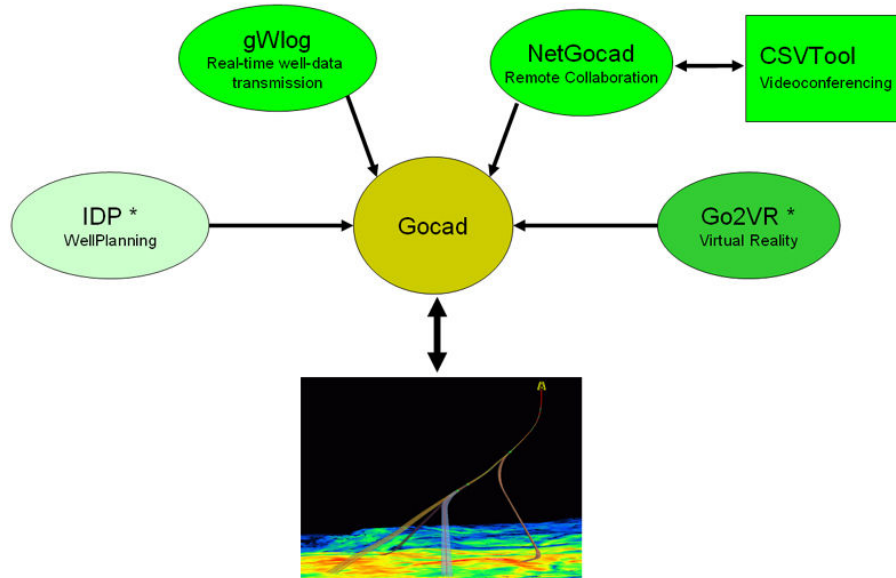 gWlog
Real-time well-data
transmission
NetGocad
Remote Collaboration
CSVTool
Videoconferencing
IDP *
WellPlanning
Gocad
Go2VR *
Virtual Reality